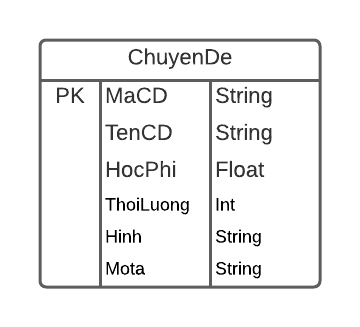 ChuyenDe
PK MaCD String
TenCD String
HocPhi Float
ThoiLuong Int
Hinh String
Mota String